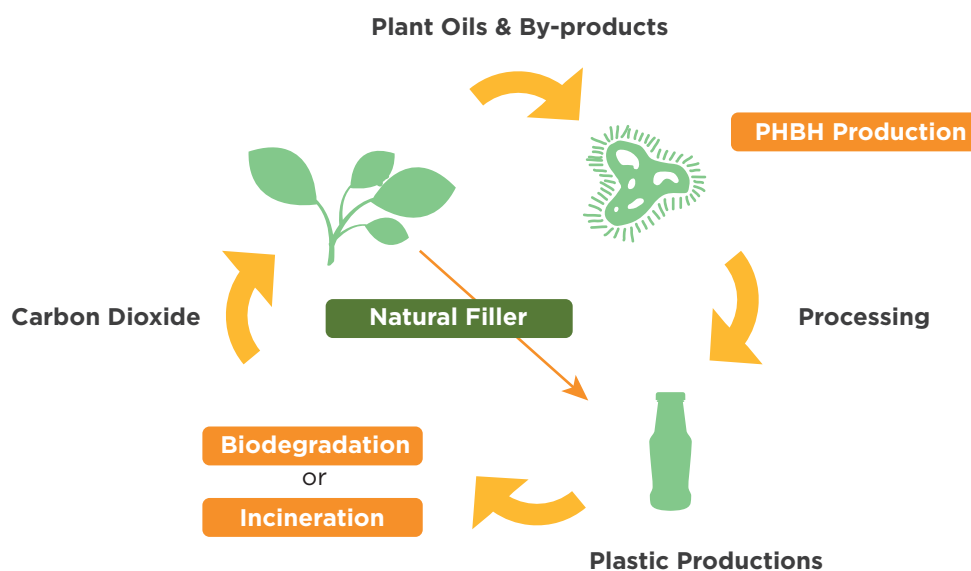 Plant Oils & By-products
PHBH Production
Carbon Dioxide
Natural Filler
Processing
Biodegradation
or
Incineration
Plastic Productions